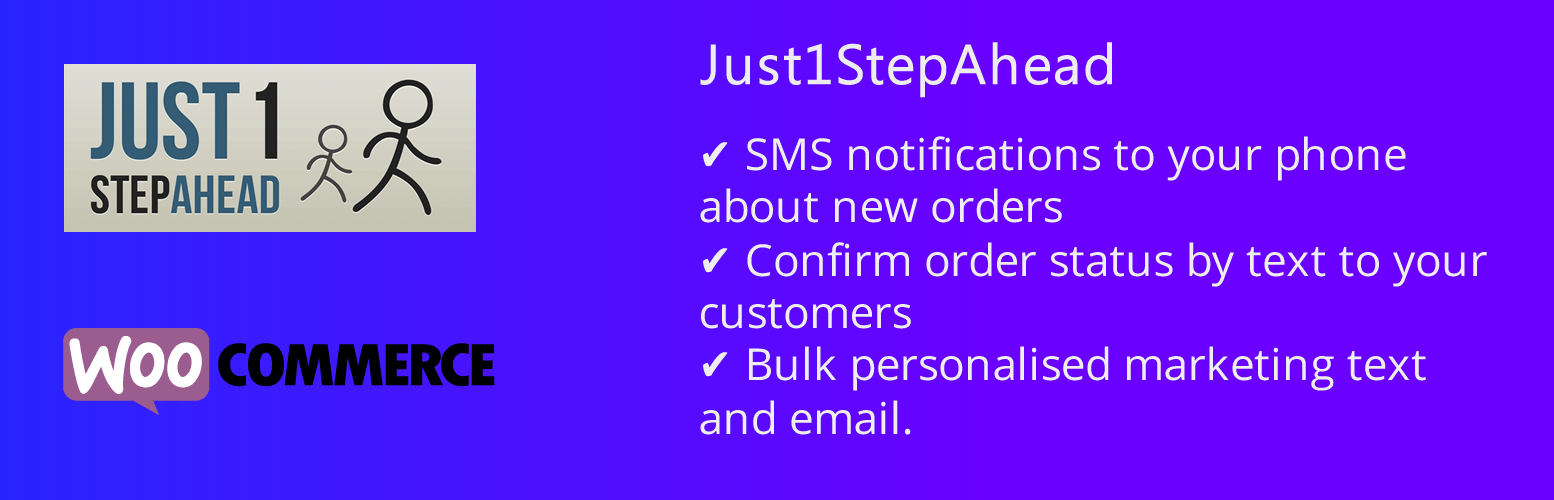 JUST 1
STEPAHEAD
WOO COMMERCE
Just1StepAhead
✔ SMS notifications to your phone
about new orders
✔ Confirm order status by text to your
customers
✔ Bulk personalised marketing text
and email.